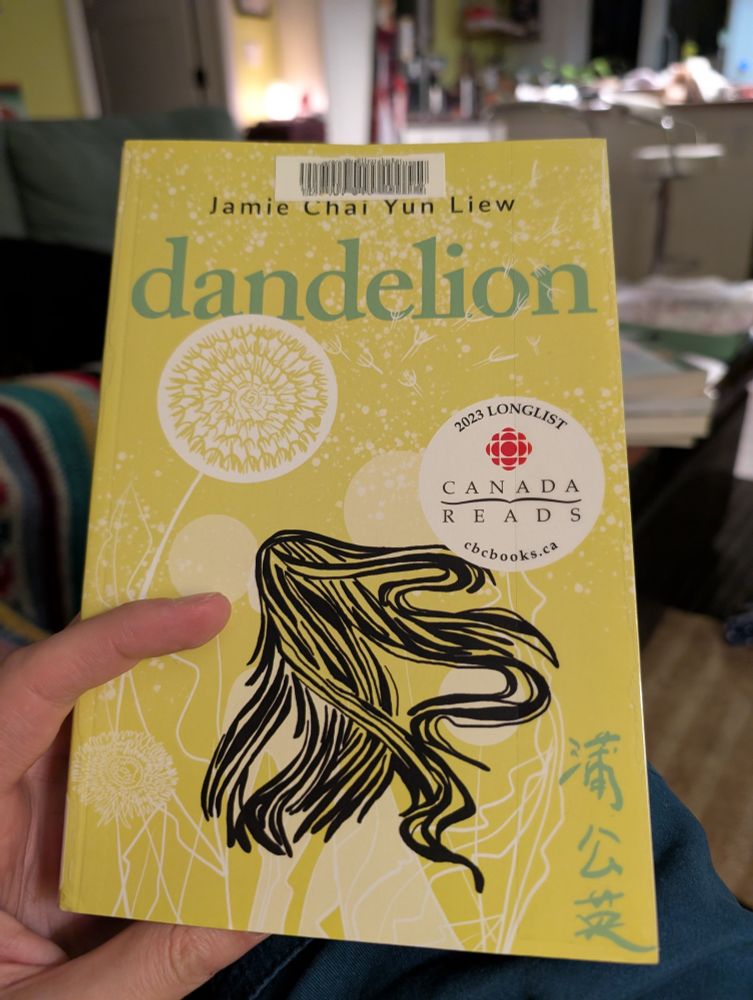 Jamie Chai Yun Liew
dandelion
2023 LONGLIST
CANADA
READS
cbcbooks.ca
蒲公英